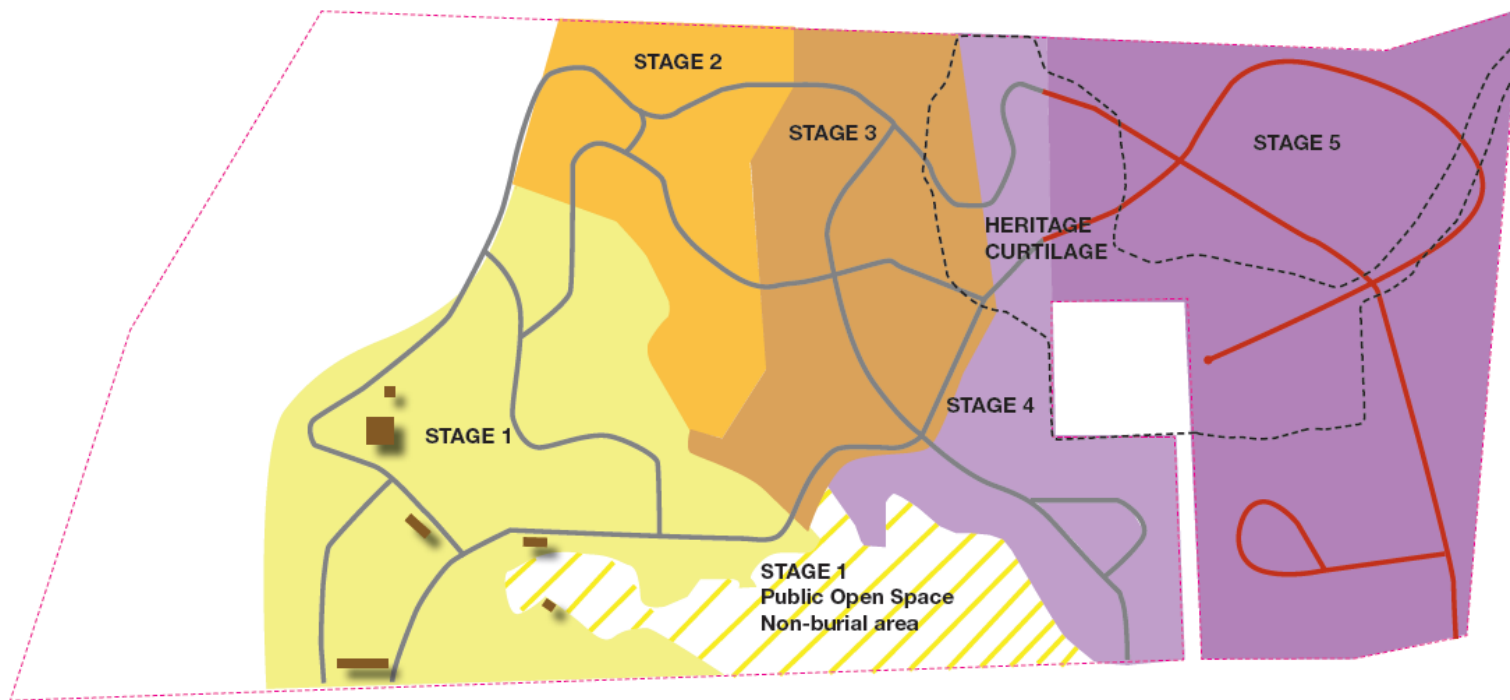 STAGE 2
STAGE 3
STAGE 5
HERITAGE
CURTILAGE
STAGE 4
STAGE 1
STAGE 1
Public Open Space
Non-burial area